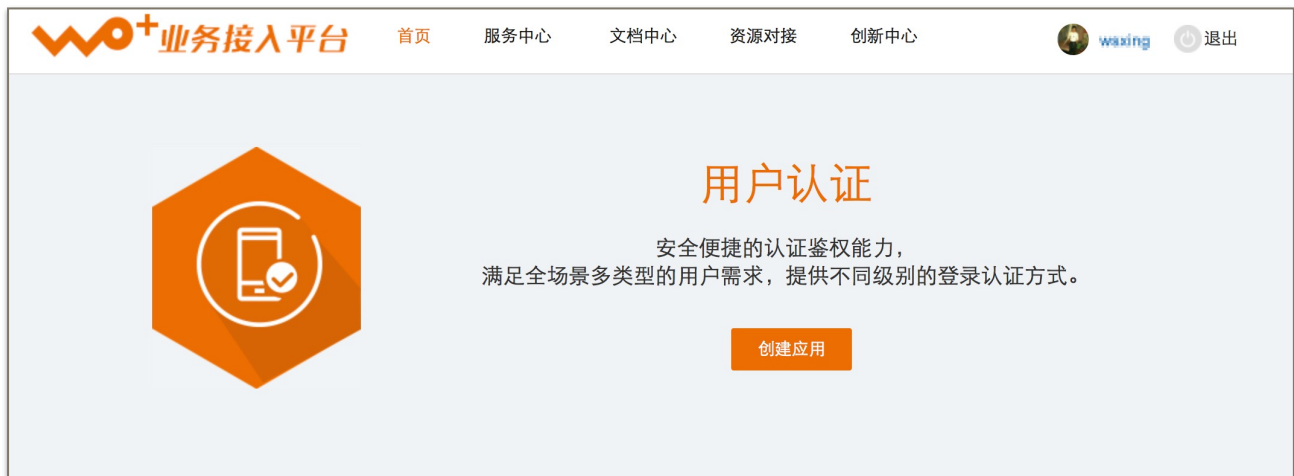 wo+业务接入平台
首页
服务中心
文档中心
资源对接
创新中心
退出
用户认证
安全便捷的认证鉴权能力，
满足全场景多类型的用户需求，提供不同级别的登录认证方式。
创建应用